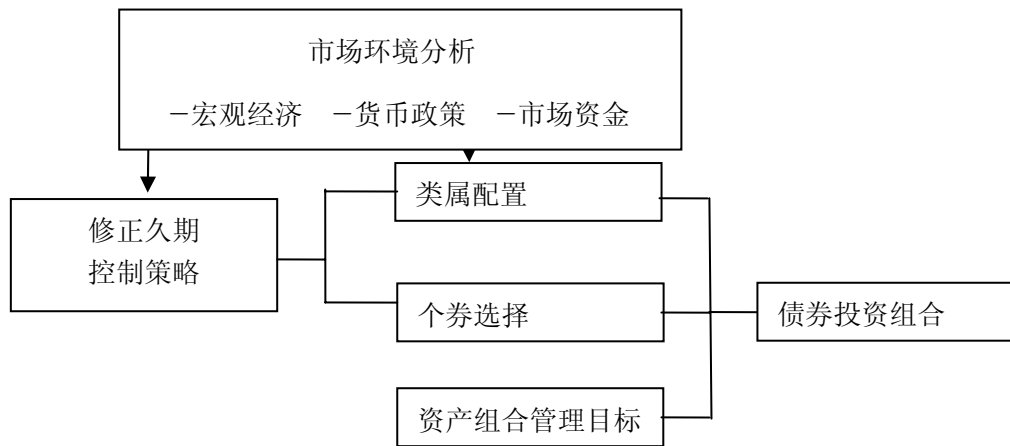 市场环境分析
－宏观经济 －货币政策 －市场资金
类属配置
修正久期
控制策略
个券选择
债券投资组合
资产组合管理目标